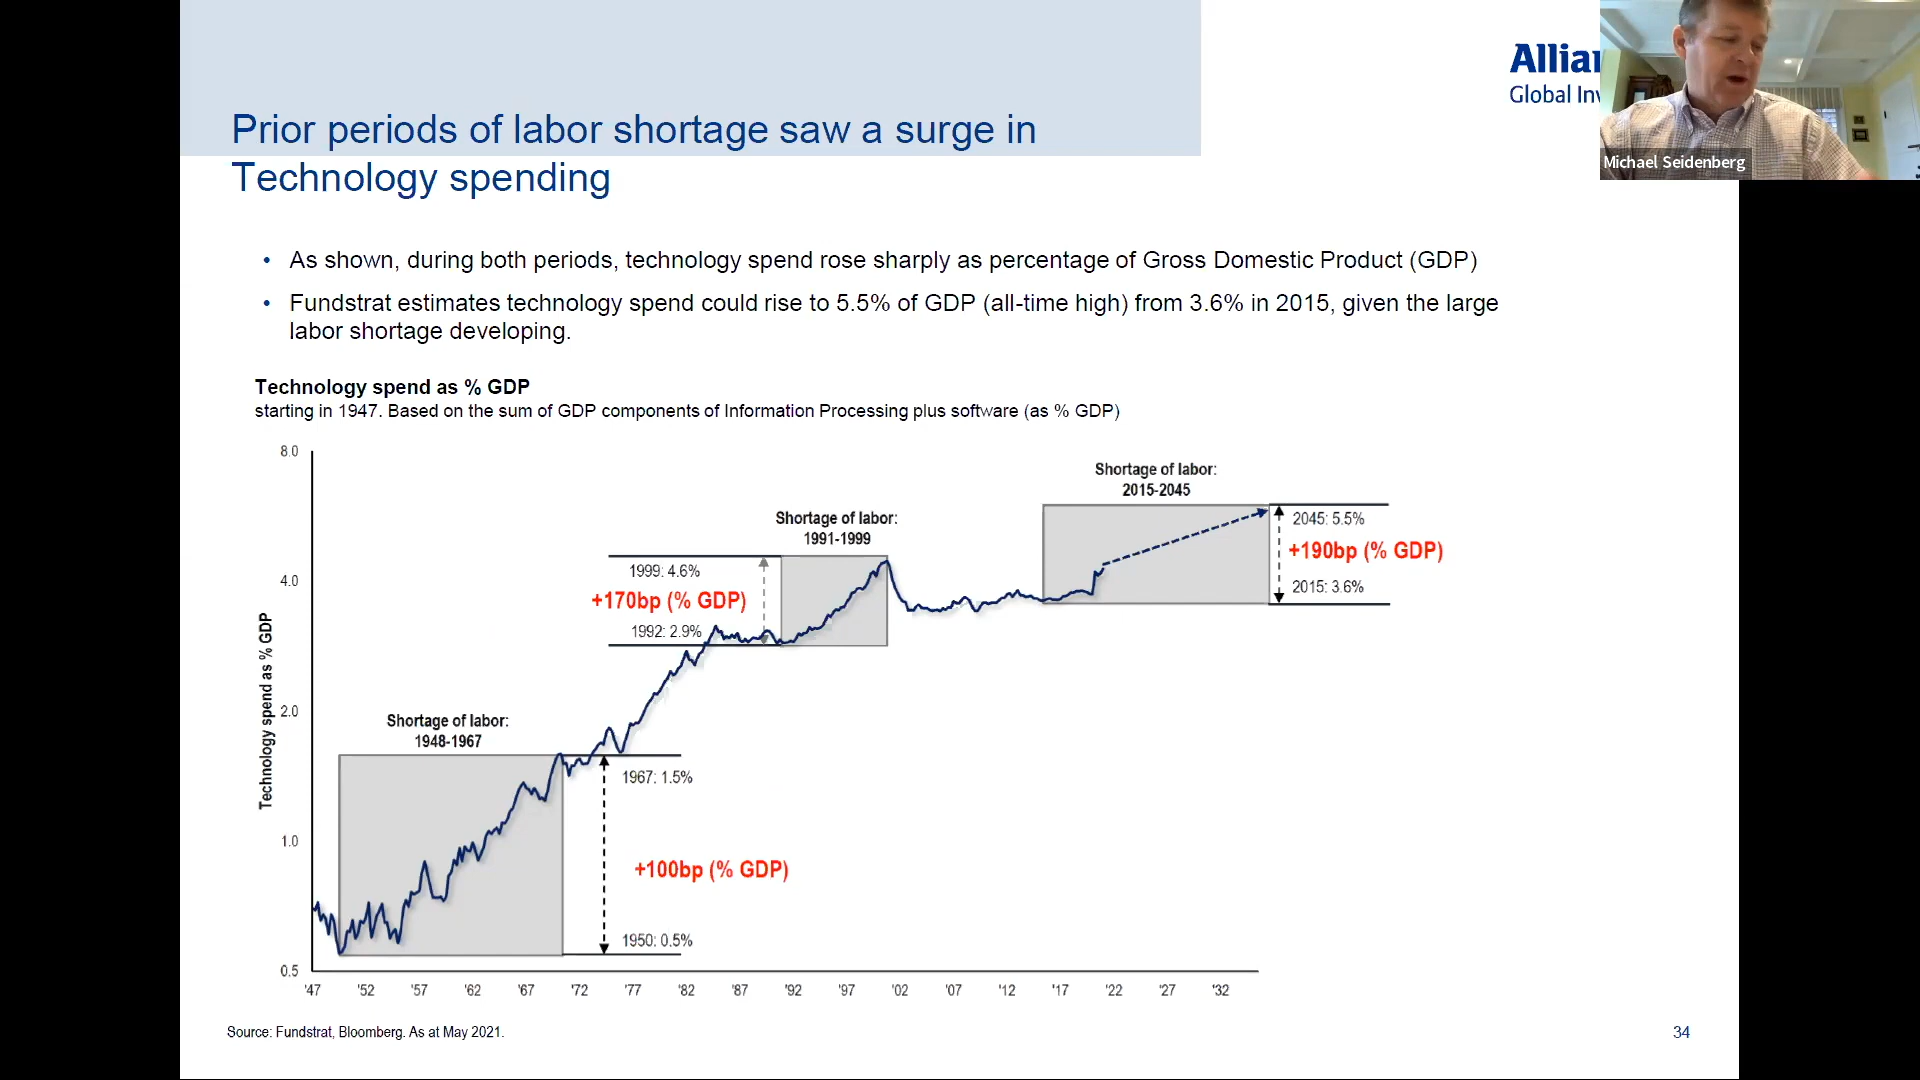 Prior periods of labor shortage saw a surge in
Technology spending
Allia
Global Inv
Michael Seidenberg
• As shown, during both periods, technology spend rose sharply as percentage of Gross Domestic Product (GDP)
• Fundstrat estimates technology spend could rise to 5.5% of GDP (all-time high) from 3.6% in 2015, given the large
labor shortage developing.
Technology spend as % GDP
starting in 1947. Based on the sum of GDP components of Information Processing plus software (as % GDP)
Technology spend as % GDP
8.0
4.0
2.0
1.0
0.5
Shortage of labor:
1948-1967
1967: 1.5%
+100bp (% GDP)
1950: 0.5%
Shortage of labor:
1991-1999
1999: 4.6%
+170bp (% GDP)
1992: 2.9%
Shortage of labor:
2015-2045
2045: 5.5%
+190bp (% GDP)
2015: 3.6%
'47 '52 '57 '62 '67 '72 '77 '82 '87 '92 '97 '02 '07 '12 '17 '22 '27 '32
Source: Fundstrat, Bloomberg. As at May 2021.
34